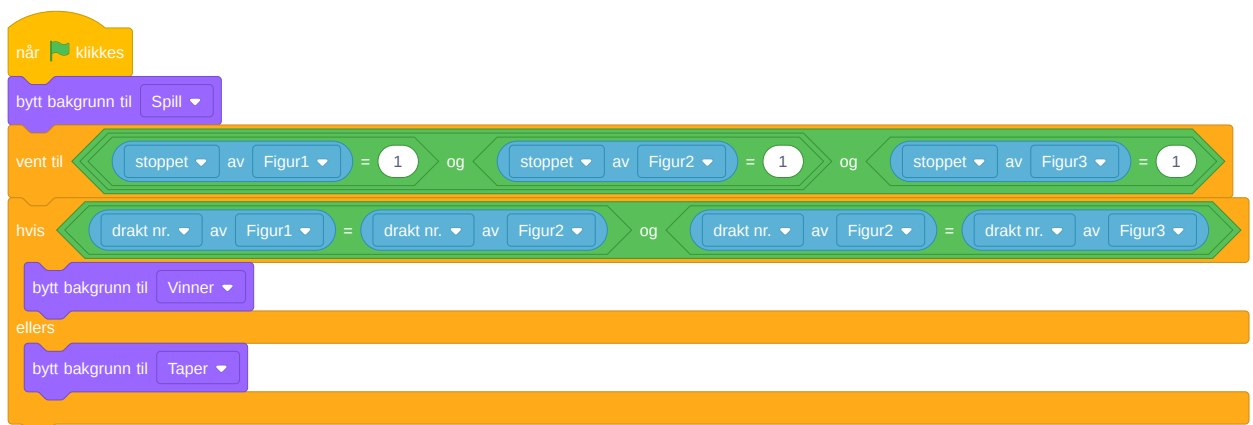 når klikkes
bytt bakgrunn til Spill
vent til stoppet av Figur1 = 1 og stoppet av Figur2 = 1 og stoppet av Figur3 = 1
hvis drakt nr. av Figur1 = drakt nr. av Figur2 og drakt nr. av Figur2 = drakt nr. av Figur3
bytt bakgrunn til Vinner
ellers
bytt bakgrunn til Taper